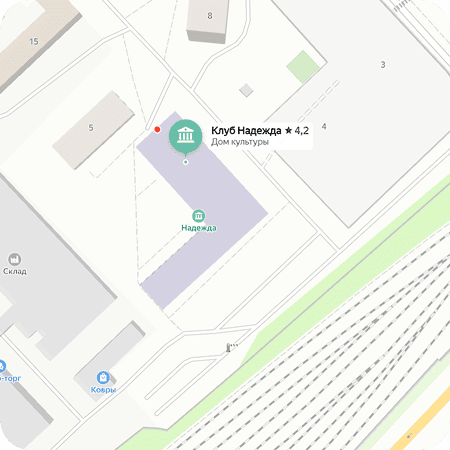 8
15
3
5
4
Клуб Надежда ★ 4,2
Дом культуры
Надежда
Склад
-торг
Ковры